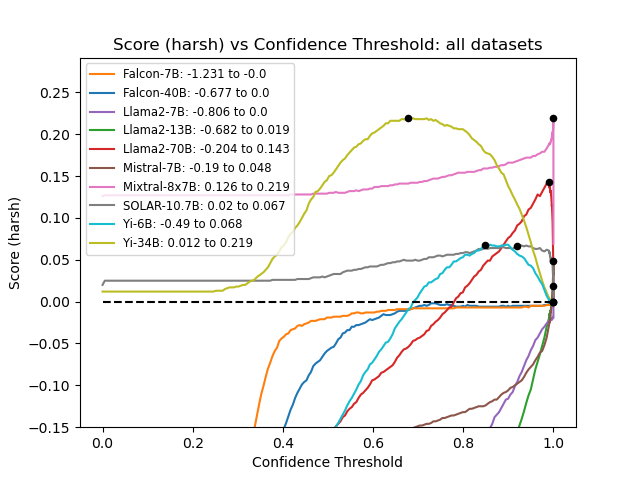 Score (harsh) vs Confidence Threshold: all datasets
Falcon-7B: -1.231 to -0.0
Falcon-40B: -0.677 to 0.0
Llama2-7B: -0.806 to 0.0
Llama2-13B: -0.682 to 0.019
Llama2-70B: -0.204 to 0.143
Mistral-7B: -0.19 to 0.048
Mixtral-8x7B: 0.126 to 0.219
SOLAR-10.7B: 0.02 to 0.067
Yi-6B: -0.49 to 0.068
Yi-34B: 0.012 to 0.219
Score (harsh)
0.25
0.20
0.15
0.10
0.05
0.00
−0.05
−0.10
−0.15
0.0 0.2 0.4 0.6 0.8 1.0
Confidence Threshold